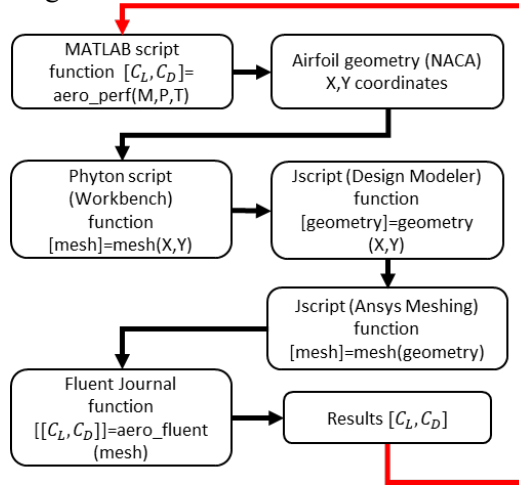 MATLAB script
function [C_L, C_D]=
aero_perf(M,P,T)
Airfoil geometry (NACA)
X,Y coordinates
Phyton script
(Workbench)
function
[mesh]=mesh(X,Y)
Jscript (Design Modeler)
function
[geometry]=geometry
(X,Y)
Jscript (Ansys Meshing)
function
[mesh]=mesh(geometry)
Fluent Journal
function
[[C_L, C_D]]=aero_fluent
(mesh)
Results [C_L, C_D]